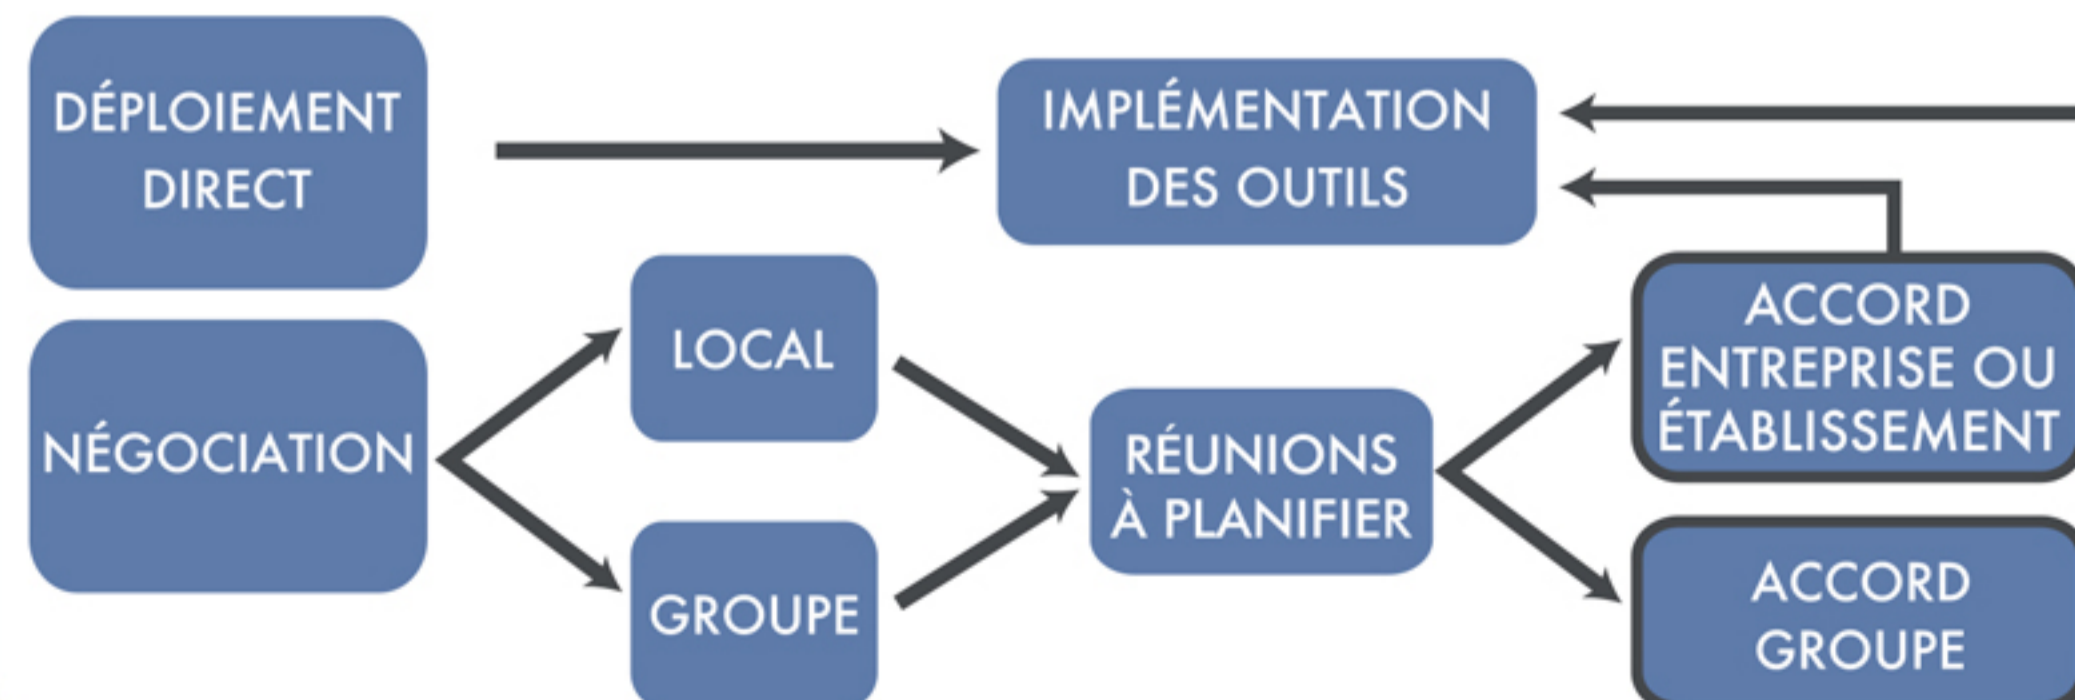 DÉPLOIEMENT
DIRECT
IMPLÉMENTATION
DES OUTILS
NÉGOCIATION
LOCAL
GROUPE
RÉUNIONS
À PLANIFIER
ACCORD
ENTREPRISE OU
ÉTABLISSEMENT
ACCORD
GROUPE